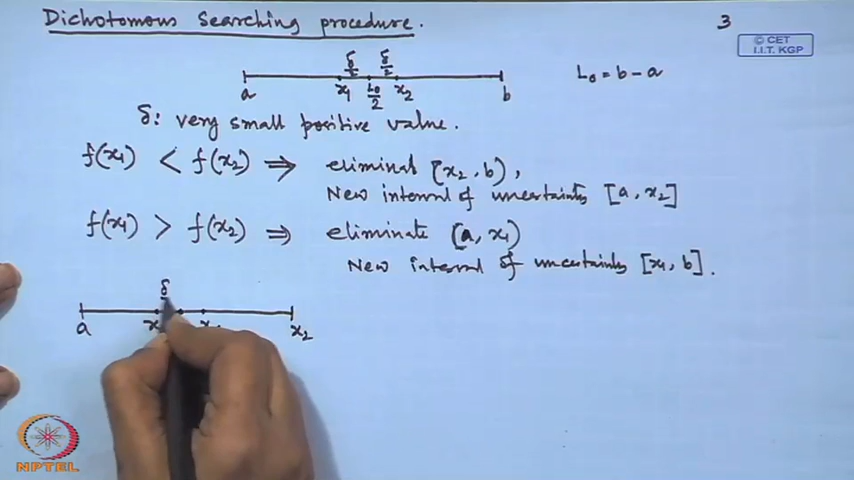 Dichotomous Searching procedure.
3
© CET
I.I.T. KGP
δ/2 δ/2
a x₁ L₀/2 x₂ b
L₀ = b - a
δ: very small positive value.
f(x₁) < f(x₂) ⇒ eliminat [x₂, b),
New interval of uncertainty [a, x₂]
f(x₁) > f(x₂) ⇒ eliminate (a, x₁)
New interval of uncertainty [x₁, b].
δ
a x x₂
NPTEL